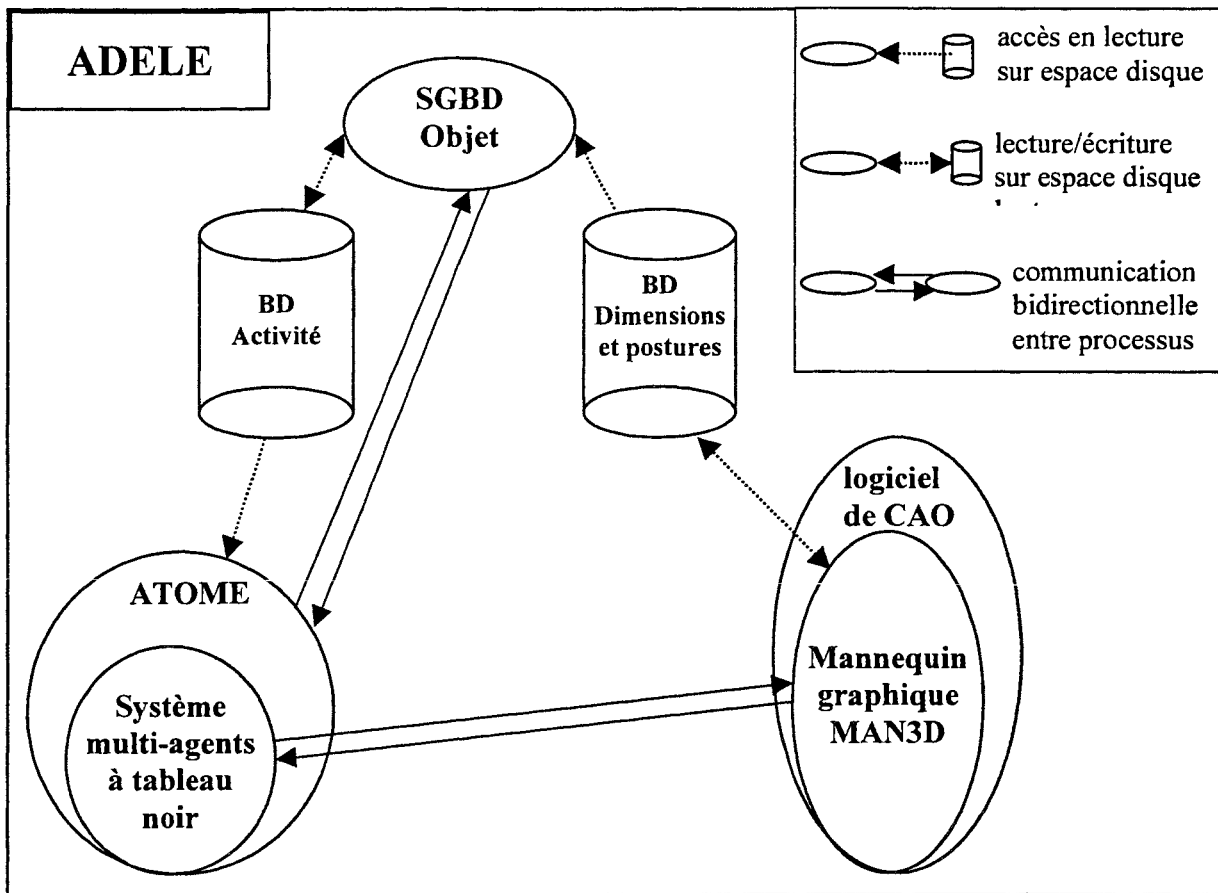 ADELE
SGBD
Objet
BD
Activité
BD
Dimensions
et postures
ATOME
Système
multi-agents
à tableau
noir
logiciel
de CAO
Mannequin
graphique
MAN3D
accès en lecture
sur espace disque
lecture/écriture
sur espace disque
communication
bidirectionnelle
entre processus